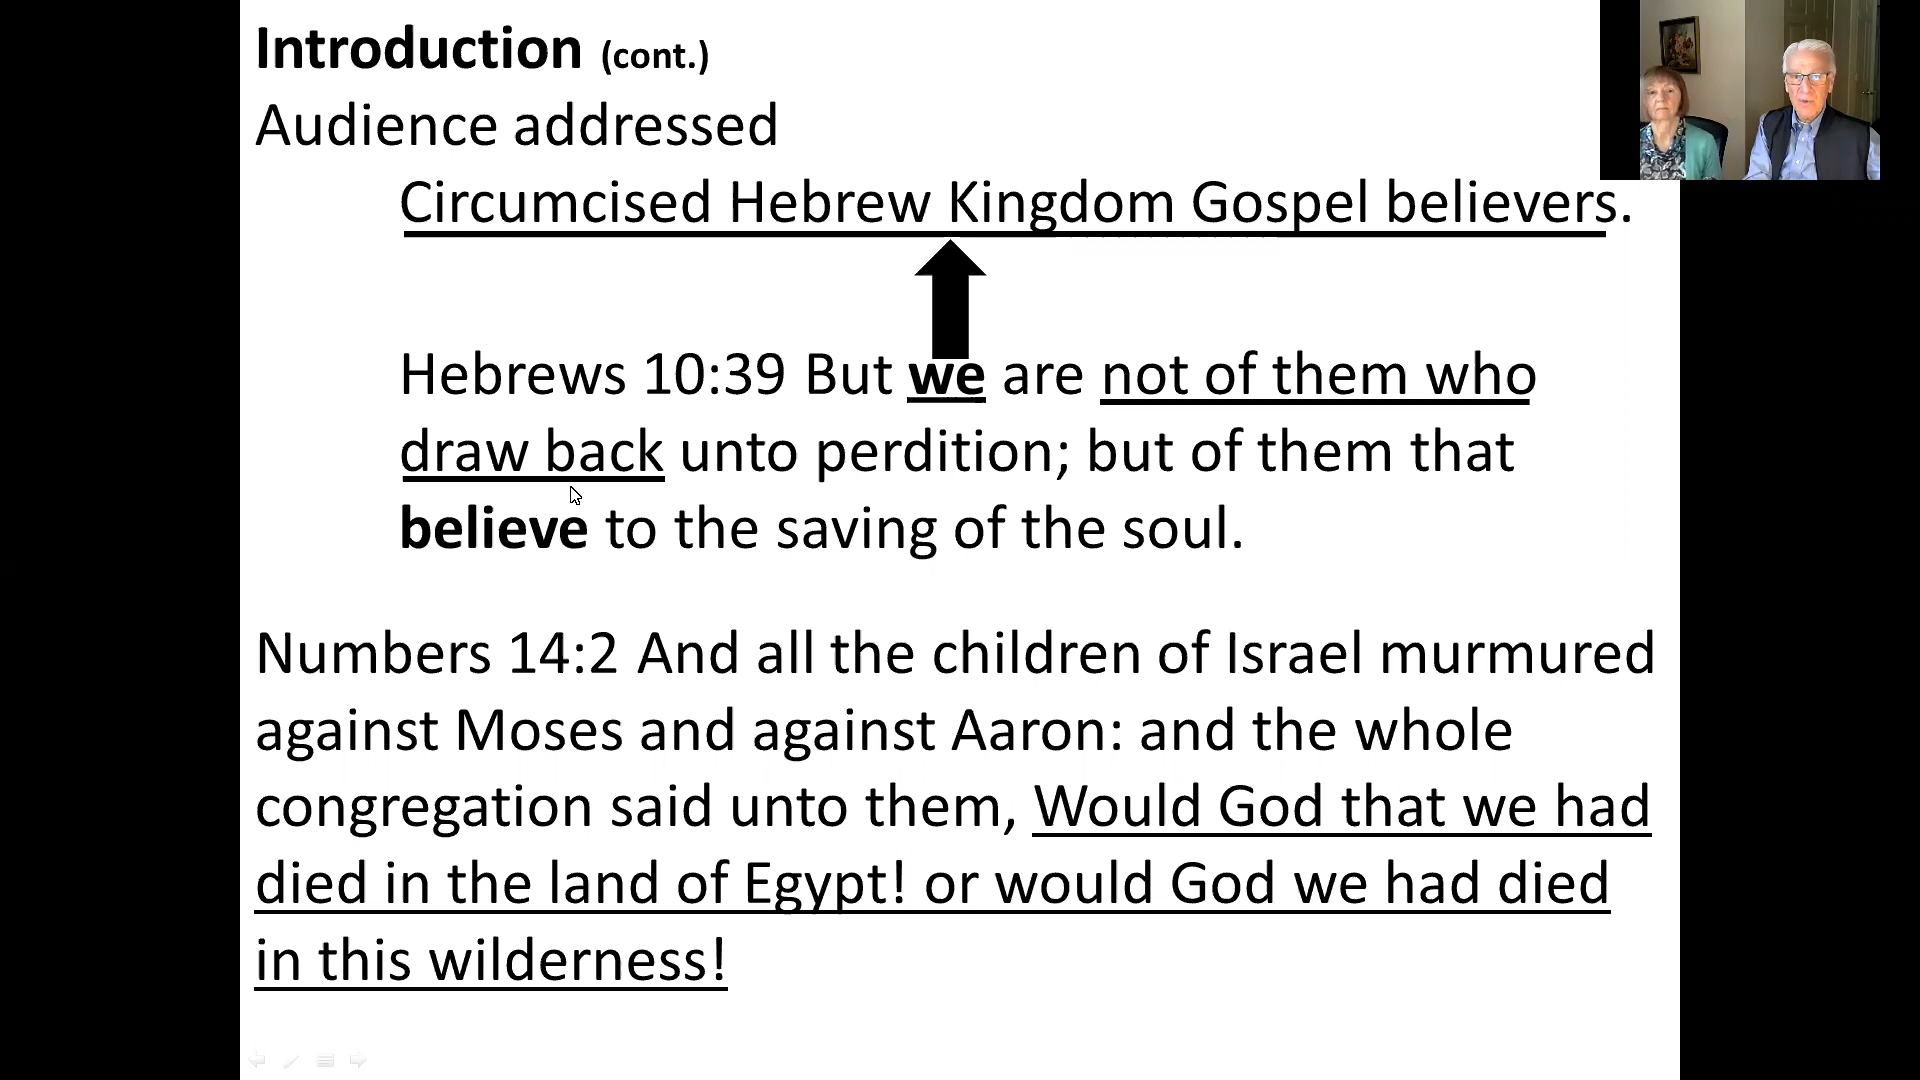 Introduction (cont.)
Audience addressed
Circumcised Hebrew Kingdom Gospel believers.
Hebrews 10:39 But we are not of them who
draw back unto perdition; but of them that
believe to the saving of the soul.
Numbers 14:2 And all the children of Israel murmured
against Moses and against Aaron: and the whole
congregation said unto them, Would God that we had
died in the land of Egypt! or would God we had died
in this wilderness!